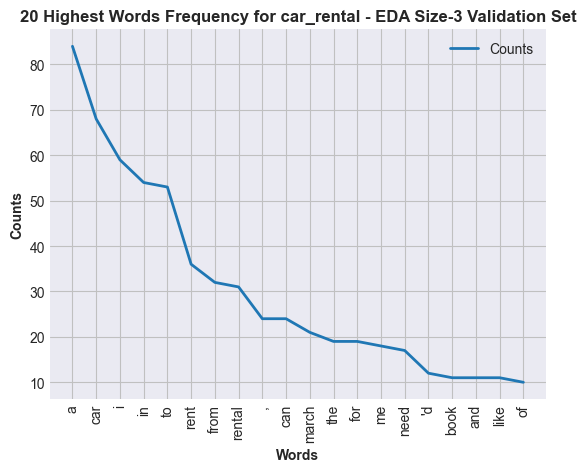 20 Highest Words Frequency for car_rental - EDA Size-3 Validation Set
Counts
80
70
60
50
40
30
20
10
Counts
a
car
i
in
to
rent
from
rental
,
can
march
the
for
me
need
'd
book
and
like
of
Words